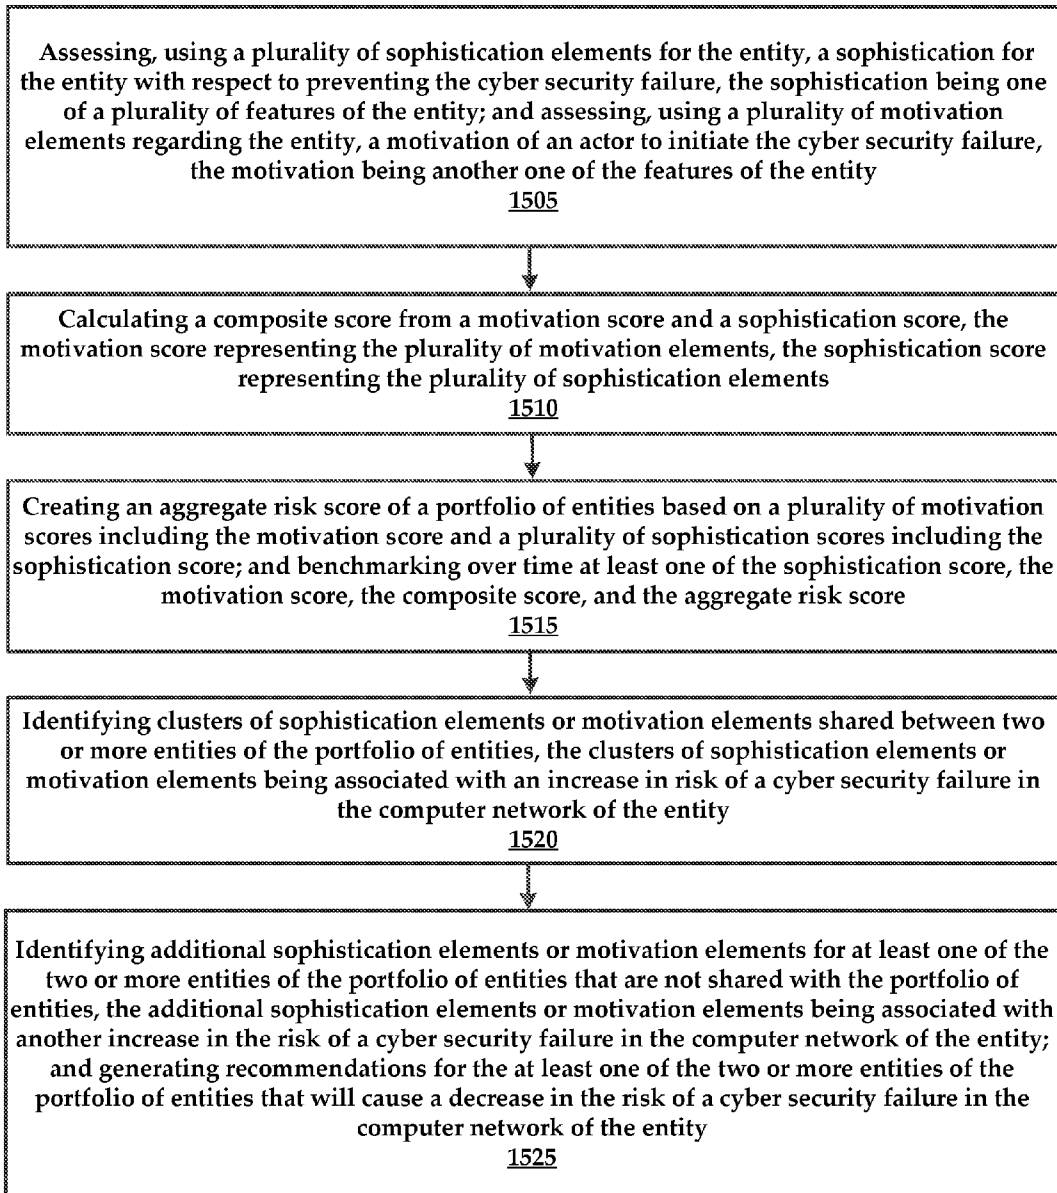 Assessing, using a plurality of sophistication elements for the entity, a sophistication for
the entity with respect to preventing the cyber security failure, the sophistication being one
of a plurality of features of the entity; and assessing, using a plurality of motivation
elements regarding the entity, a motivation of an actor to initiate the cyber security failure,
the motivation being another one of the features of the entity
1505
Calculating a composite score from a motivation score and a sophistication score, the
motivation score representing the plurality of motivation elements, the sophistication score
representing the plurality of sophistication elements
1510
Creating an aggregate risk score of a portfolio of entities based on a plurality of motivation
scores including the motivation score and a plurality of sophistication scores including the
sophistication score; and benchmarking over time at least one of the sophistication score, the
motivation score, the composite score, and the aggregate risk score
1515
Identifying clusters of sophistication elements or motivation elements shared between two
or more entities of the portfolio of entities, the clusters of sophistication elements or
motivation elements being associated with an increase in risk of a cyber security failure in
the computer network of the entity
1520
Identifying additional sophistication elements or motivation elements for at least one of the
two or more entities of the portfolio of entities that are not shared with the portfolio of
entities, the additional sophistication elements or motivation elements being associated with
another increase in the risk of a cyber security failure in the computer network of the entity;
and generating recommendations for the at least one of the two or more entities of the
portfolio of entities that will cause a decrease in the risk of a cyber security failure in the
computer network of the entity
1525